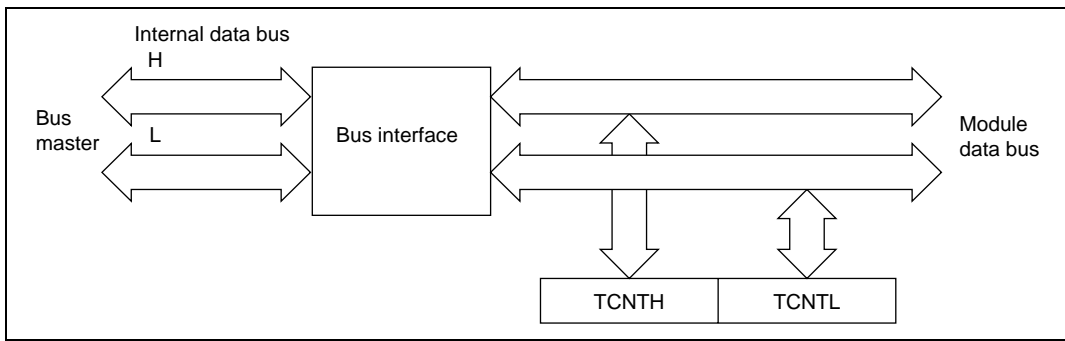 Internal data bus
H
Bus
master
L
Bus interface
Module
data bus
TCNTH
TCNTL